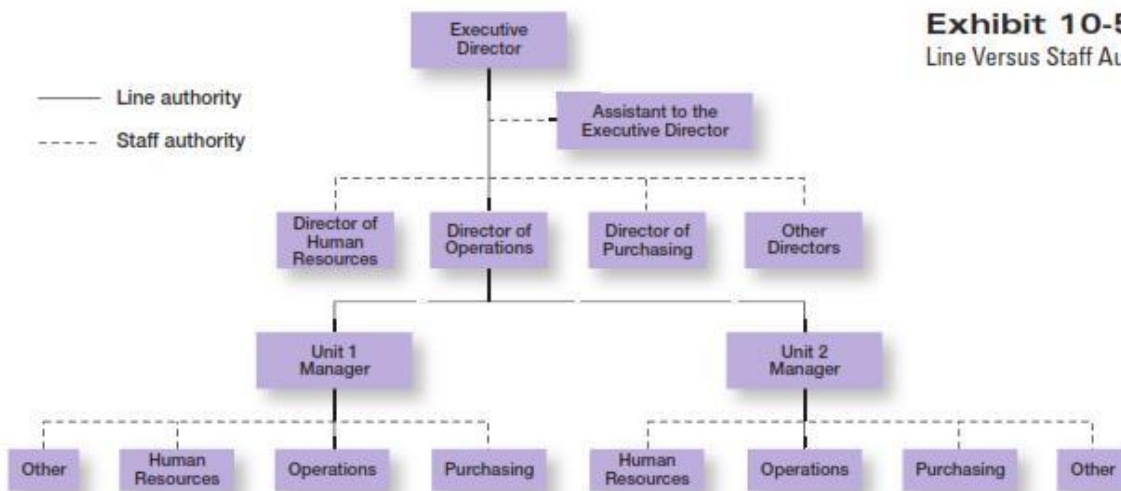 Exhibit 10-5
Line Versus Staff Au
Executive
Director
Line authority
Staff authority
Assistant to the
Executive Director
Director of
Human
Resources
Director of
Operations
Director of
Purchasing
Other
Directors
Unit 1
Manager
Unit 2
Manager
Other
Human
Resources
Operations
Purchasing
Human
Resources
Operations
Purchasing
Other